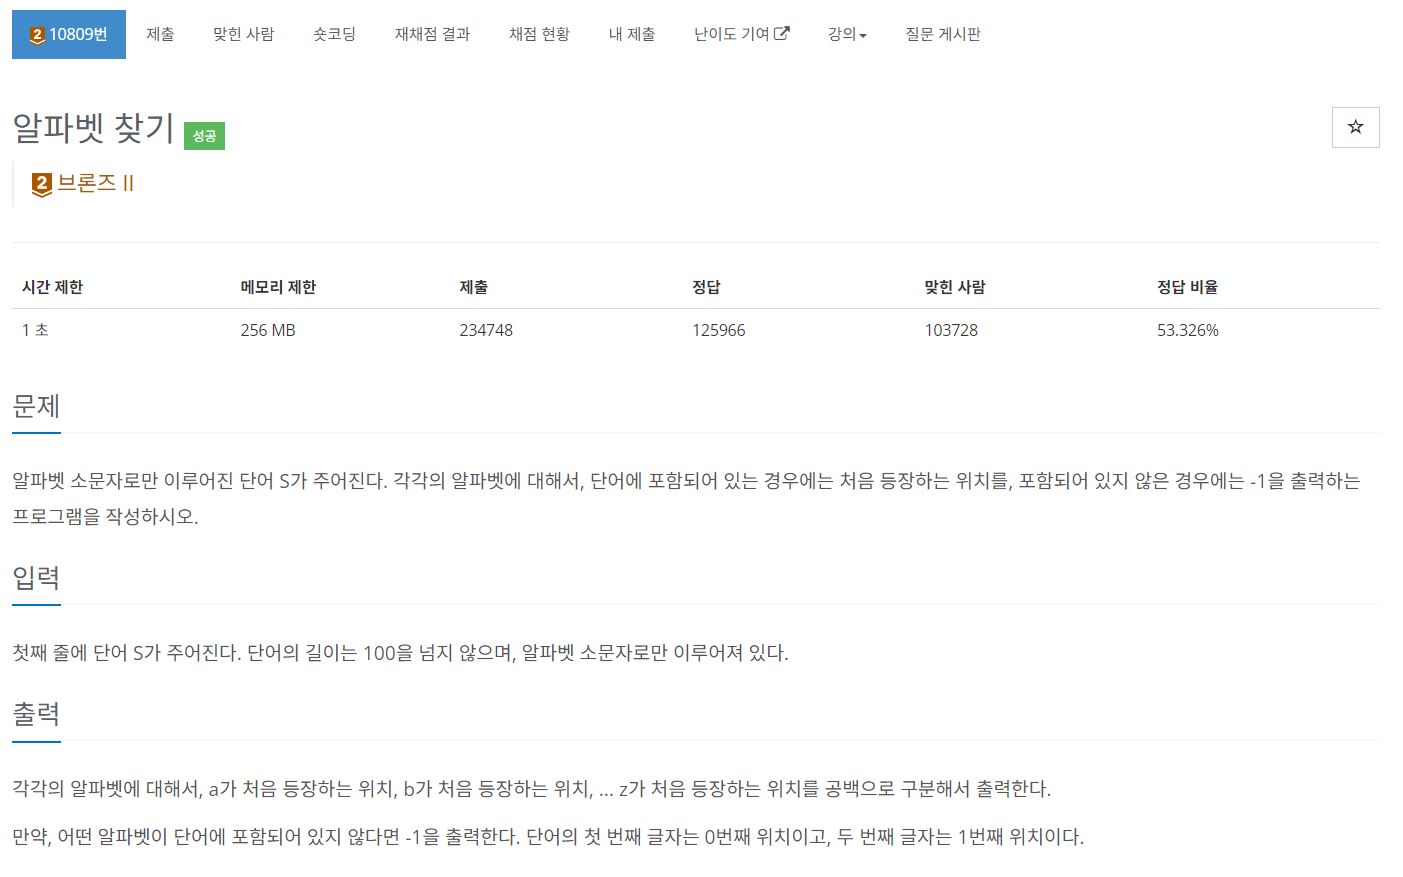 2 10809번 제출 맞힌 사람 숏코딩 재채점 결과 채점 현황 내 제출 난이도 기여 강의 질문 게시판
알파벳 찾기 성공
2 브론즈 II
시간 제한 메모리 제한 제출 정답 맞힌 사람 정답 비율
1 초 256 MB 234748 125966 103728 53.326%
문제
알파벳 소문자로만 이루어진 단어 S가 주어진다. 각각의 알파벳에 대해서, 단어에 포함되어 있는 경우에는 처음 등장하는 위치를, 포함되어 있지 않은 경우에는 -1을 출력하는
프로그램을 작성하시오.
입력
첫째 줄에 단어 S가 주어진다. 단어의 길이는 100을 넘지 않으며, 알파벳 소문자로만 이루어져 있다.
출력
각각의 알파벳에 대해서, a가 처음 등장하는 위치, b가 처음 등장하는 위치, ... z가 처음 등장하는 위치를 공백으로 구분해서 출력한다.
만약, 어떤 알파벳이 단어에 포함되어 있지 않다면 -1을 출력한다. 단어의 첫 번째 글자는 0번째 위치이고, 두 번째 글자는 1번째 위치이다.